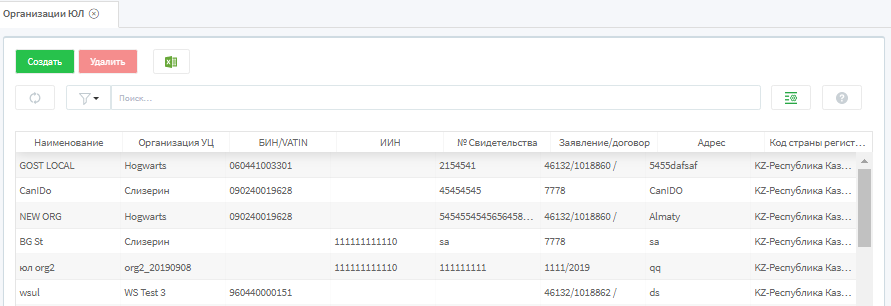 Организации ЮЛ
Создать Удалить
Поиск...
Наименование Организация УЦ БИН/VATIN ИИН № Свидетельства Заявление/договор Адрес Код страны регист...
GOST LOCAL Hogwarts 060441003301 2154541 46132/1018860 / 5455dafsaf KZ-Республика Каз...
CanIDo Слизерин 090240019628 45454545 7778 CanIDO KZ-Республика Каз...
NEW ORG Hogwarts 090240019628 5454554545656458... 46132/1018860 / Almaty KZ-Республика Каз...
BG St Слизерин 111111111110 sa 7778 sa KZ-Республика Каз...
юл org2 org2_20190908 111111111110 111111111 1111/2019 qq KZ-Республика Каз...
wsul WS Test 3 960440000151 46132/1018862 / ds KZ-Республика Каз...